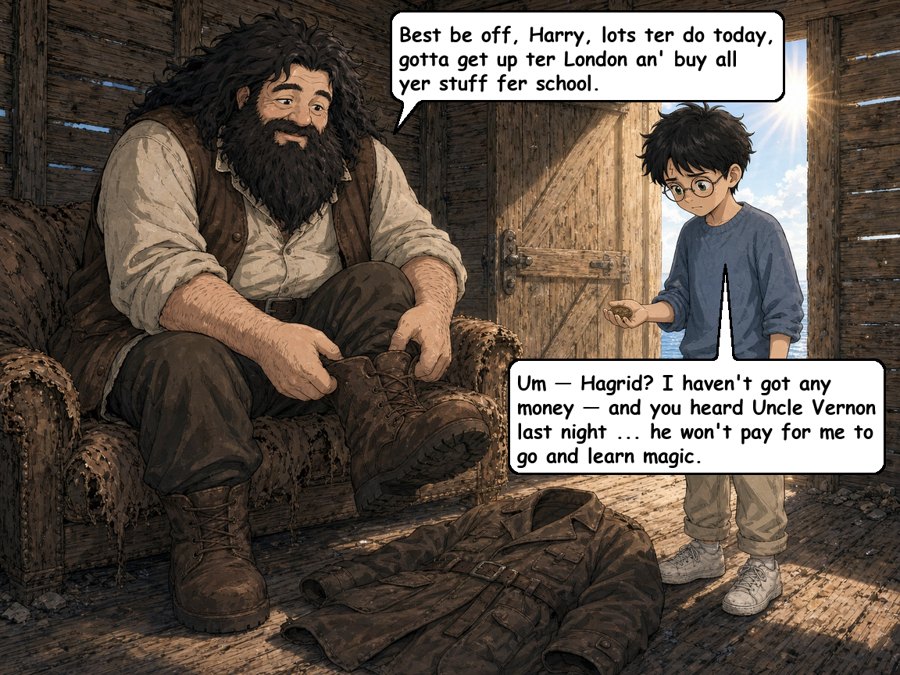 Best be off, Harry, lots ter do today,
gotta get up ter London an' buy all
yer stuff fer school.
Um — Hagrid? I haven't got any
money — and you heard Uncle Vernon
last night ... he won't pay for me to
go and learn magic.